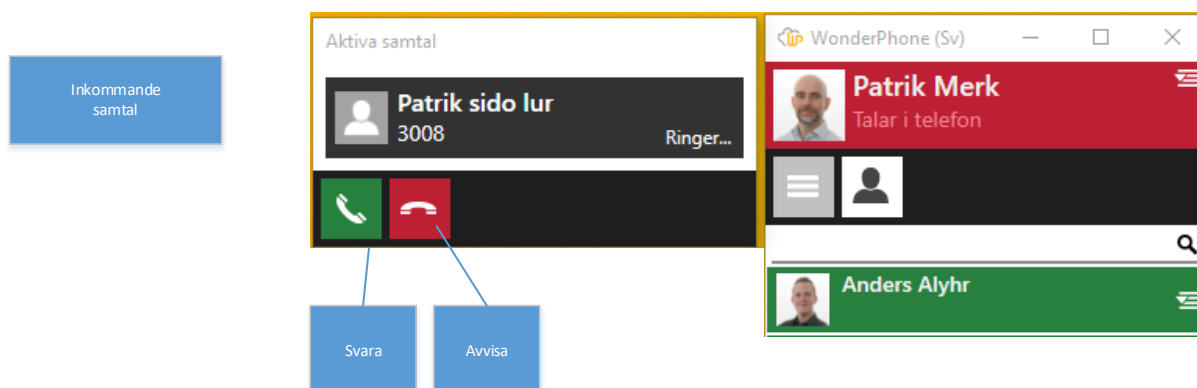 Inkommande
samtal
Aktiva samtal
Patrik sido lur
3008
Ringer...
Svara
Avvisa
WonderPhone (Sv)
Patrik Merk
Talar i telefon
Anders Alyhr